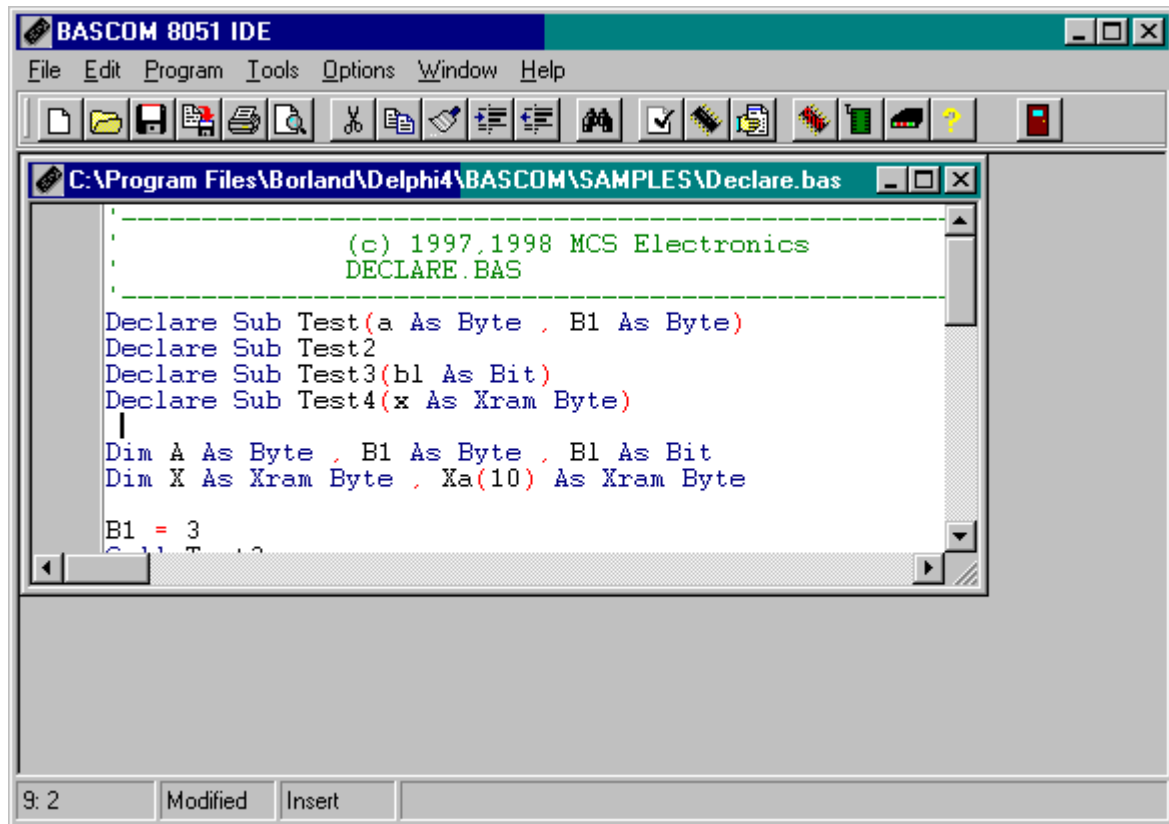 BASCOM 8051 IDE
File Edit Program Tools Options Window Help
C:\Program Files\Borland\Delphi4\BASCOM\SAMPLES\Declare.bas
'____________________________________________________
' (c) 1997,1998 MCS Electronics
' DECLARE.BAS
'____________________________________________________
Declare Sub Test(a As Byte , B1 As Byte)
Declare Sub Test2
Declare Sub Test3(bl As Bit)
Declare Sub Test4(x As Xram Byte)
Dim A As Byte , B1 As Byte , Bl As Bit
Dim X As Xram Byte , Xa(10) As Xram Byte
B1 = 3
9: 2 Modified Insert